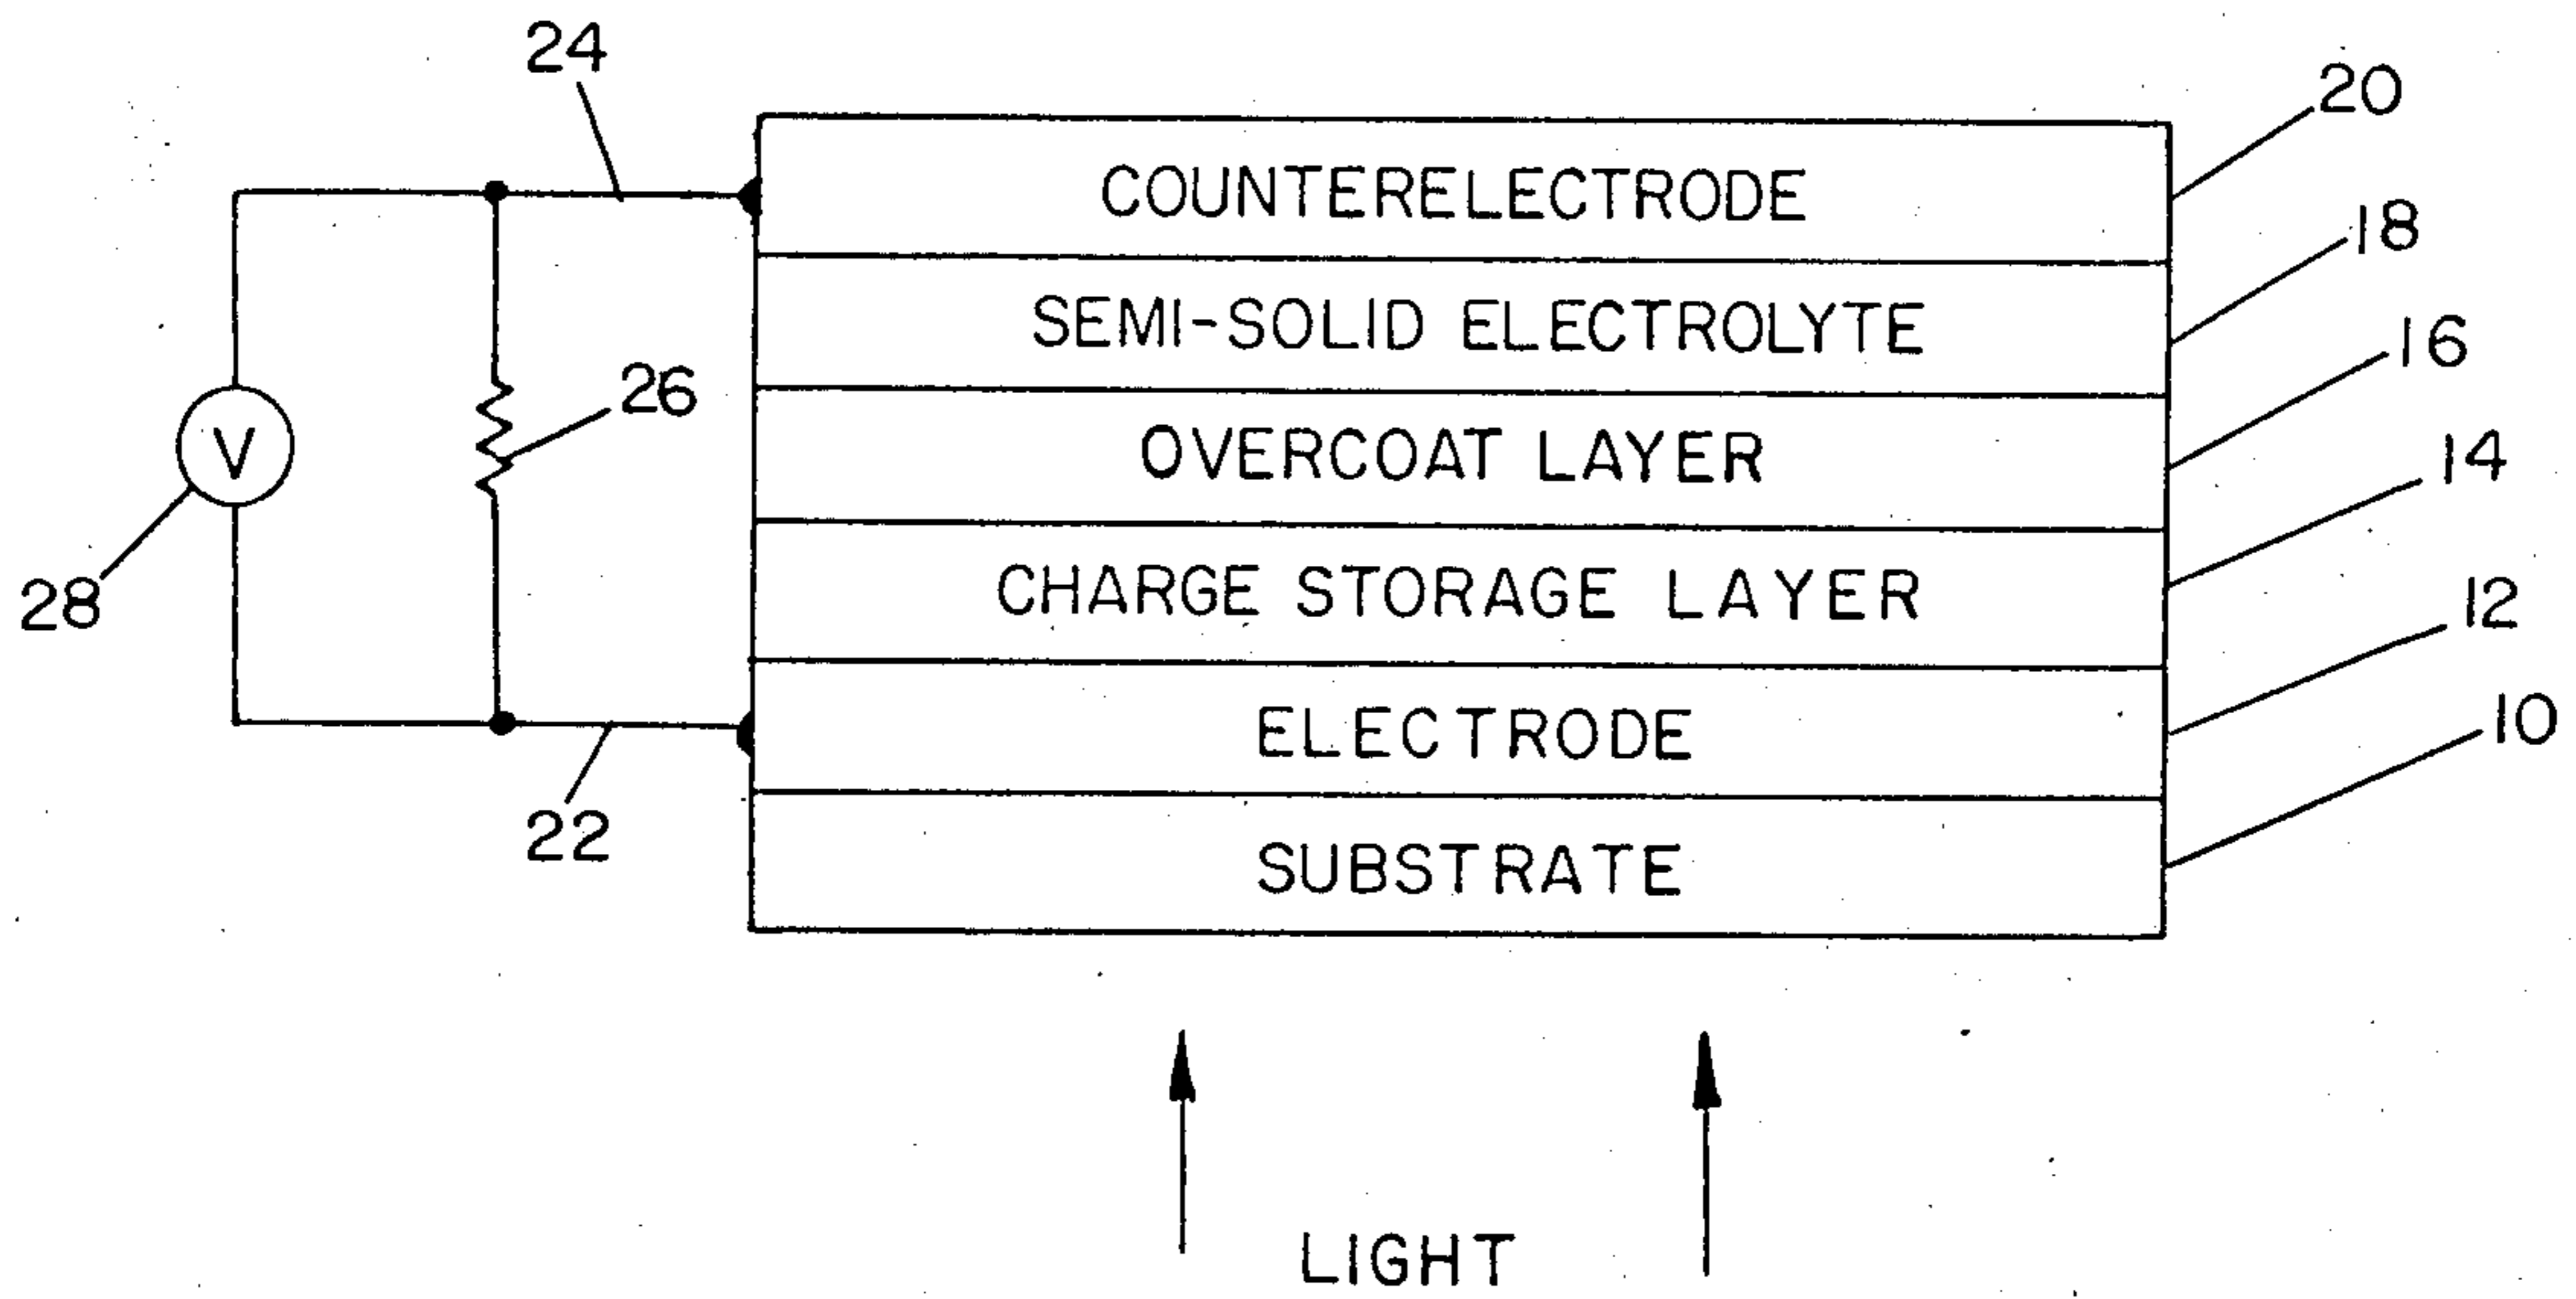 24
20
COUNTERELECTRODE
18
SEMI-SOLID ELECTROLYTE
16
26
OVERCOAT LAYER
V
14
28
CHARGE STORAGE LAYER
12
ELECTRODE
10
22
SUBSTRATE
LIGHT